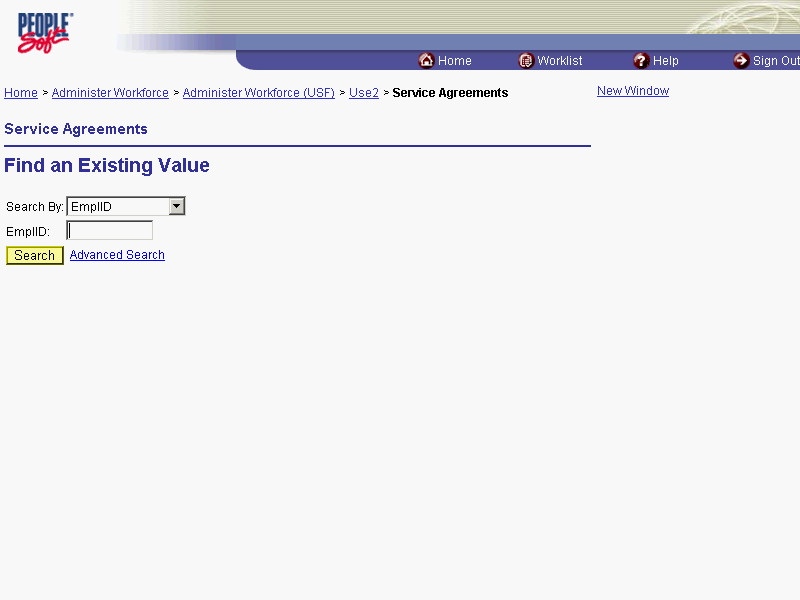 PEOPLE
Soft
Home Worklist Help Sign Out
Home > Administer Workforce > Administer Workforce (USF) > Use2 > Service Agreements New Window
Service Agreements
Find an Existing Value
Search By: EmplID
EmplID:
Search Advanced Search